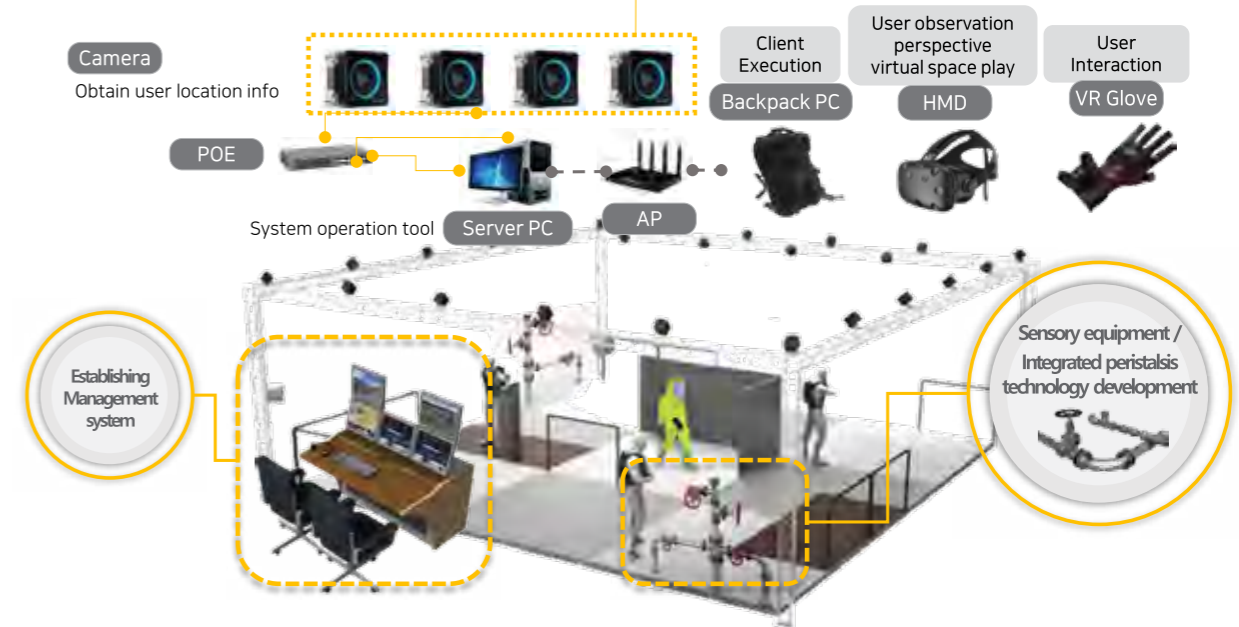 Camera
Obtain user location info
POE
System operation tool
Server PC
AP
Client
Execution
Backpack PC
User observation
perspective
virtual space play
HMD
User
Interaction
VR Glove
Establishing
Management
system
Sensory equipment /
Integrated peristalsis
technology development